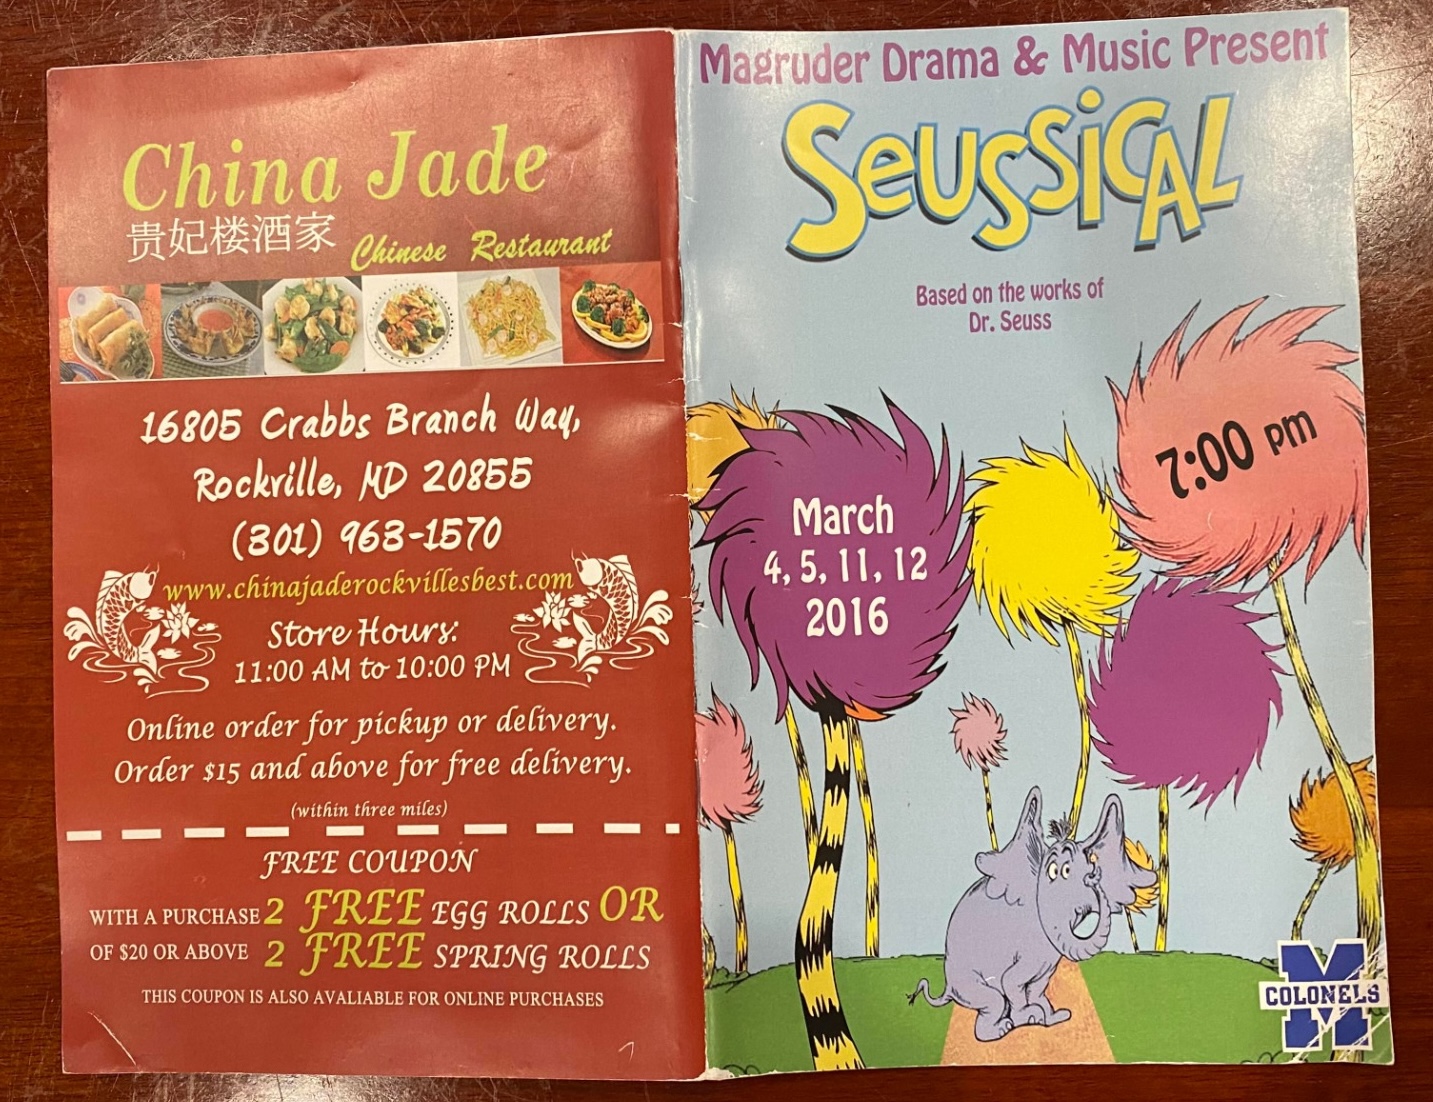 China Jade
贵妃楼酒家
Chinese Restaurant
16805 Crabbs Branch Way,
Rockville, MD 20855
(301) 963-1570
www.chinajaderockvillesbest.com
Store Hours:
11:00 AM to 10:00 PM
Online order for pickup or delivery.
Order $15 and above for free delivery.
(within three miles)
FREE COUPON
WITH A PURCHASE 2 FREE EGG ROLLS OR
OF $20 OR ABOVE 2 FREE SPRING ROLLS
THIS COUPON IS ALSO AVALIABLE FOR ONLINE PURCHASES
Magruder Drama & Music Present
SEUSSICAL
Based on the works of
Dr. Seuss
7:00 pm
March
4, 5, 11, 12
2016
M
COLONELS